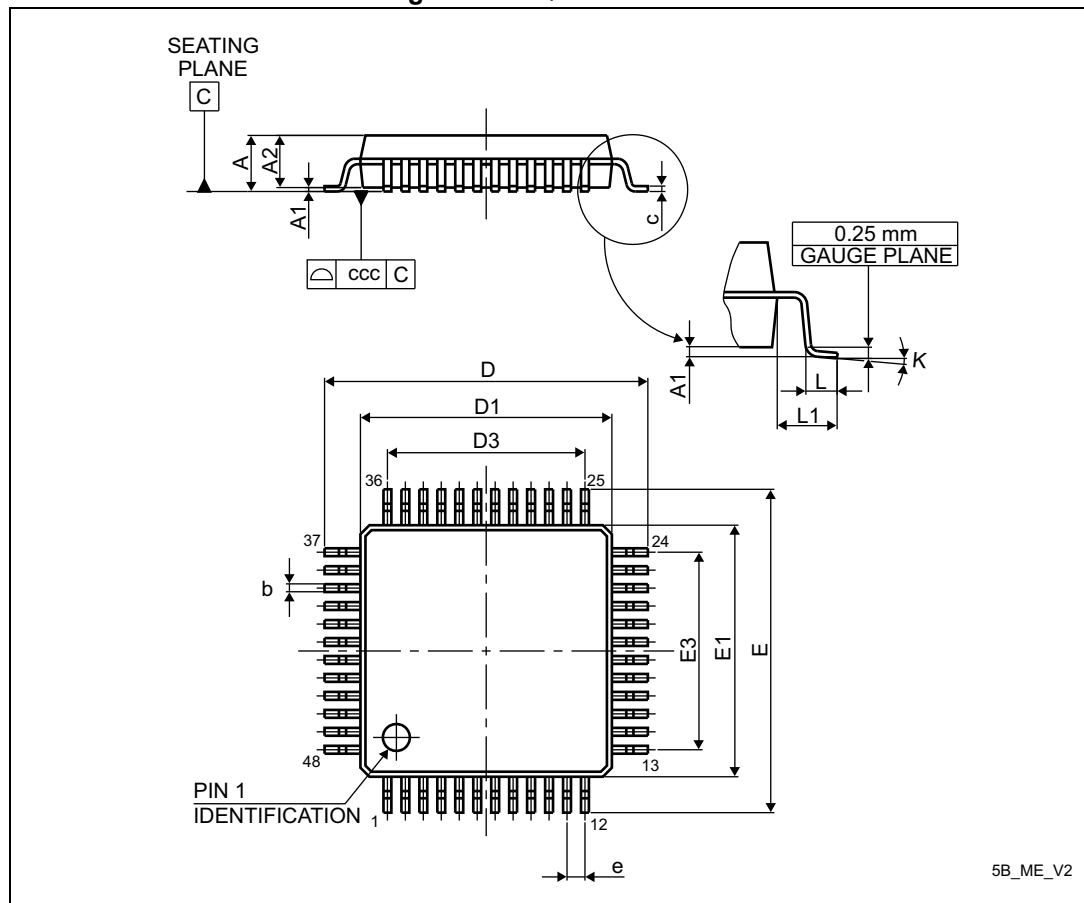 SEATING
PLANE
C
A
A2
A1
c
ccc C
0.25 mm
GAUGE PLANE
A1
K
L
L1
D
D1
D3
36
25
37
24
b
E3
E1
E
48
13
PIN 1
IDENTIFICATION
1
12
e
5B_ME_V2